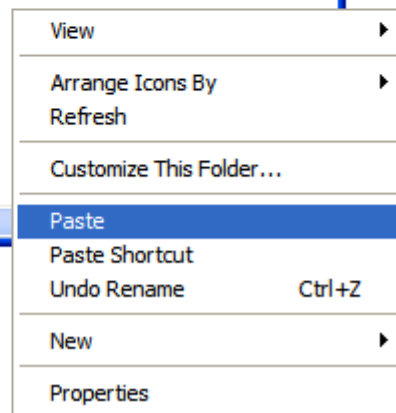 View
Arrange Icons By
Refresh
Customize This Folder...
Paste
Paste Shortcut
Undo Rename Ctrl+Z
New
Properties